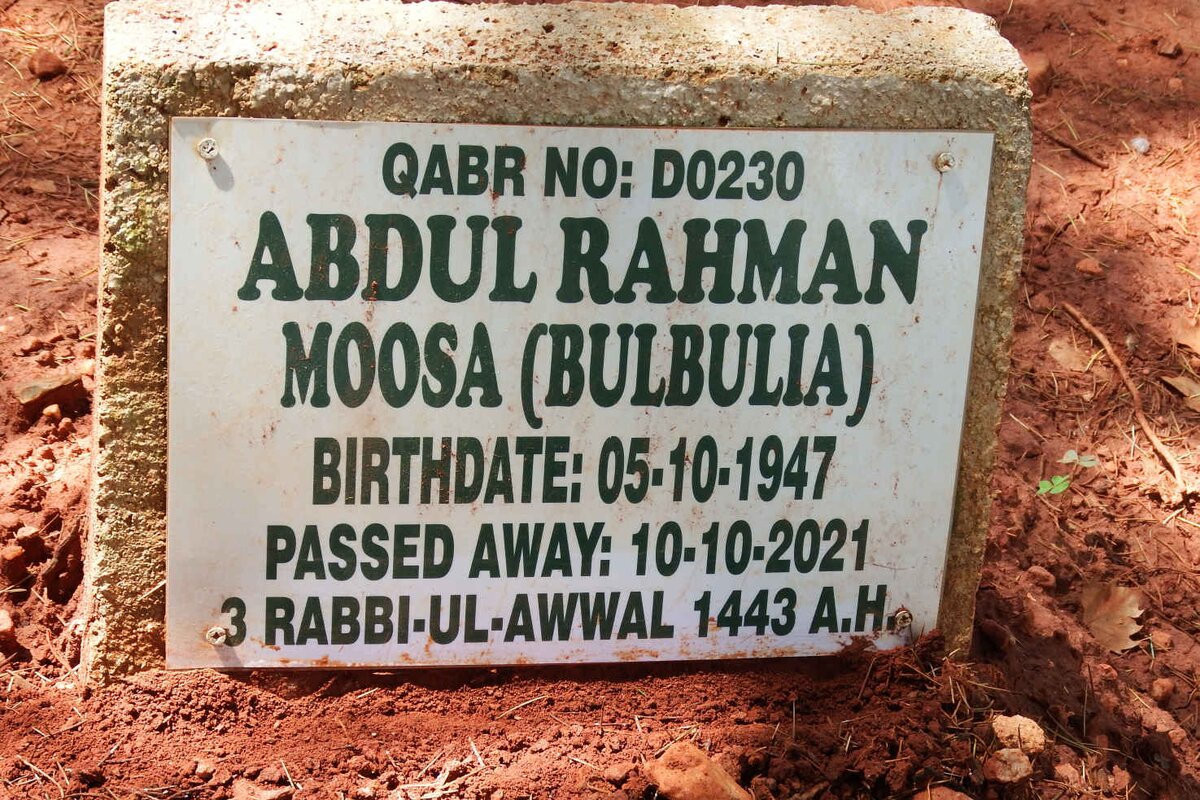 QABR NO: D0230
ABDUL RAHMAN
MOOSA (BULBULIA)
BIRTHDATE: 05-10-1947
PASSED AWAY: 10-10-2021
3 RABBI-UL-AWWAL 1443 A.H.